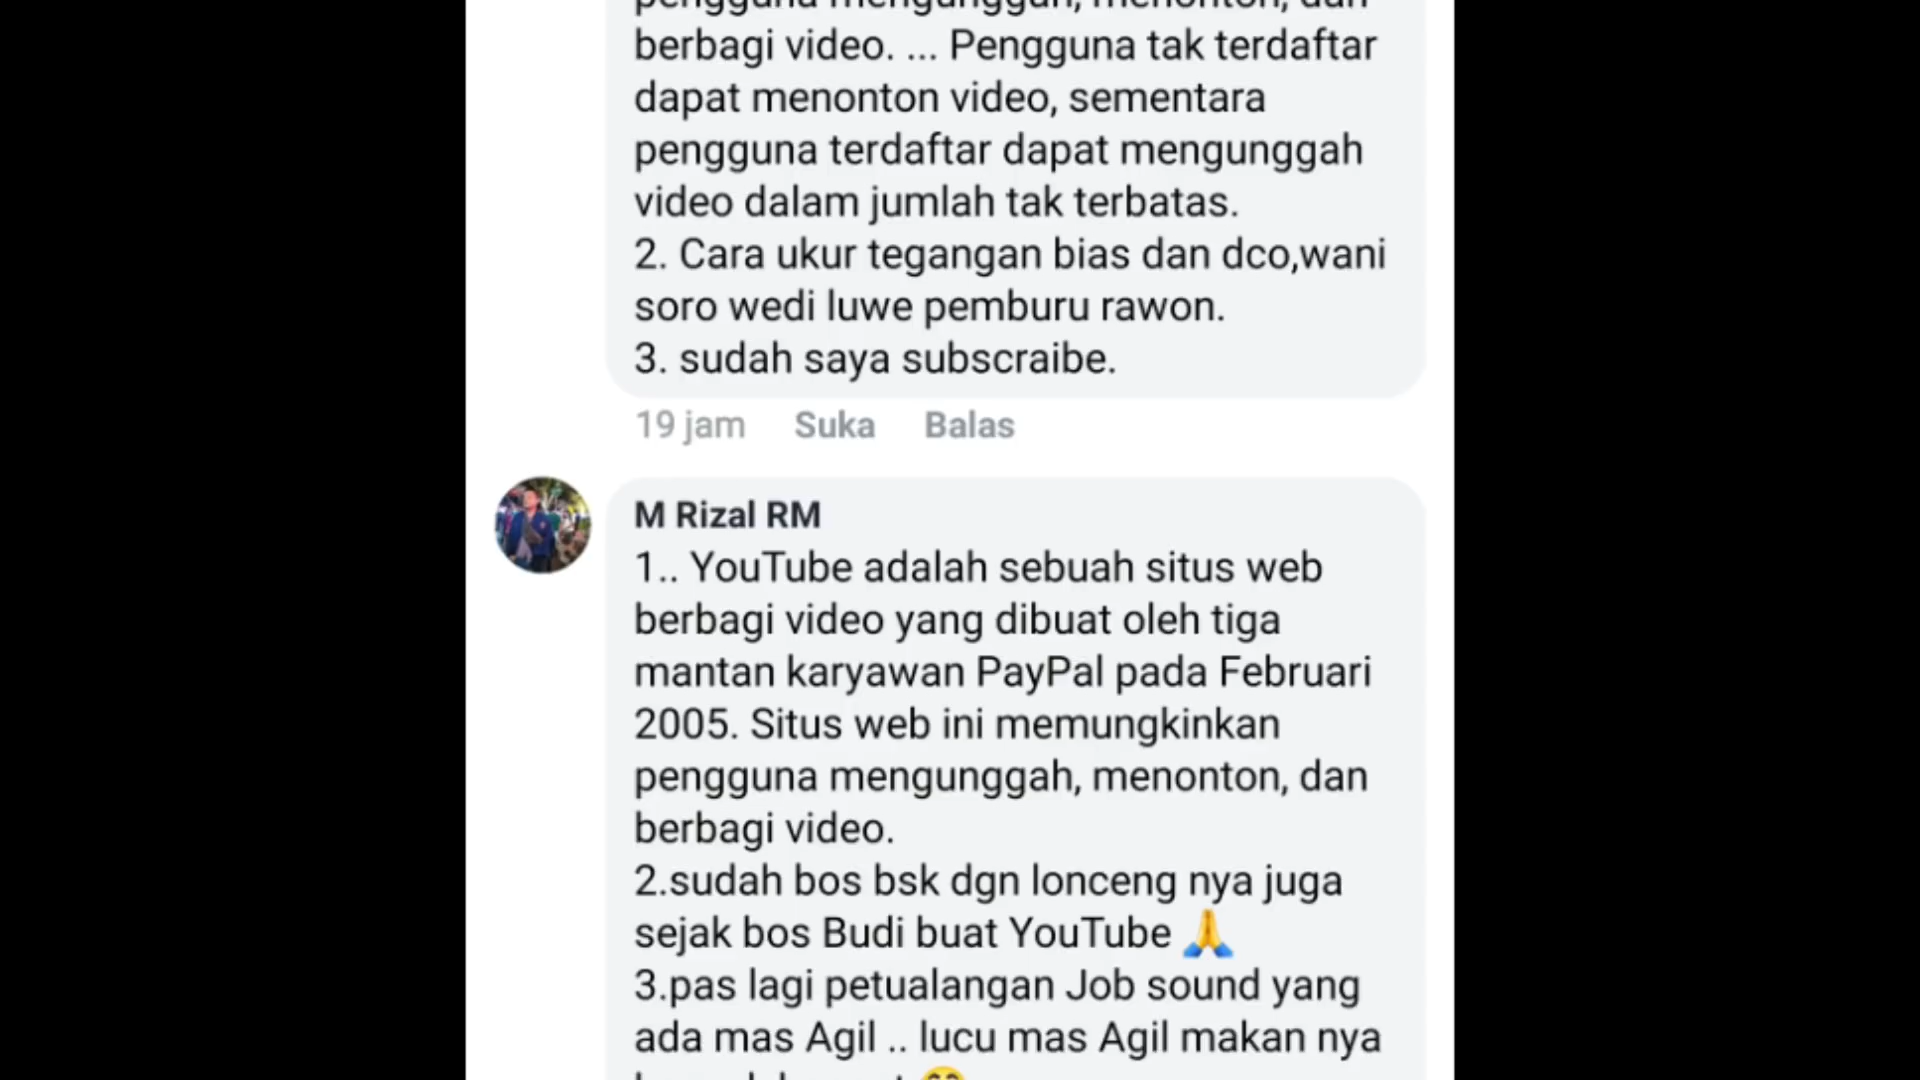 pengguna mengunggah, menonton, dan
berbagi video. ... Pengguna tak terdaftar
dapat menonton video, sementara
pengguna terdaftar dapat mengunggah
video dalam jumlah tak terbatas.
2. Cara ukur tegangan bias dan dco,wani
soro wedi luwe pemburu rawon.
3. sudah saya subscraibe.
19 jam Suka Balas
M Rizal RM
1.. YouTube adalah sebuah situs web
berbagi video yang dibuat oleh tiga
mantan karyawan PayPal pada Februari
2005. Situs web ini memungkinkan
pengguna mengunggah, menonton, dan
berbagi video.
2.sudah bos bsk dgn lonceng nya juga
sejak bos Budi buat YouTube 🙏
3.pas lagi petualangan Job sound yang
ada mas Agil .. lucu mas Agil makan nya